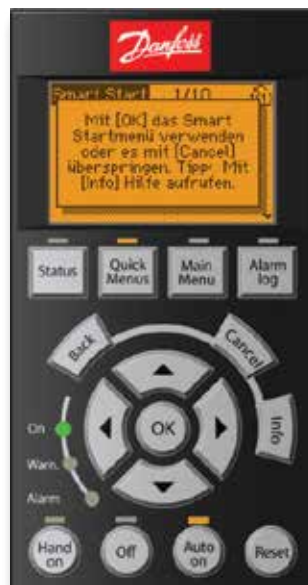 Danfoss
Smart-Start 1/10
Mit [OK] das Smart
Startmenü verwenden
oder es mit [Cancel]
überspringen. Tipp: Mit
[Info] Hilfe aufrufen.
Status
Quick Menus
Main Menu
Alarm log
Back
Cancel
Info
OK
On
Warn.
Alarm
Hand on
Off
Auto on
Reset